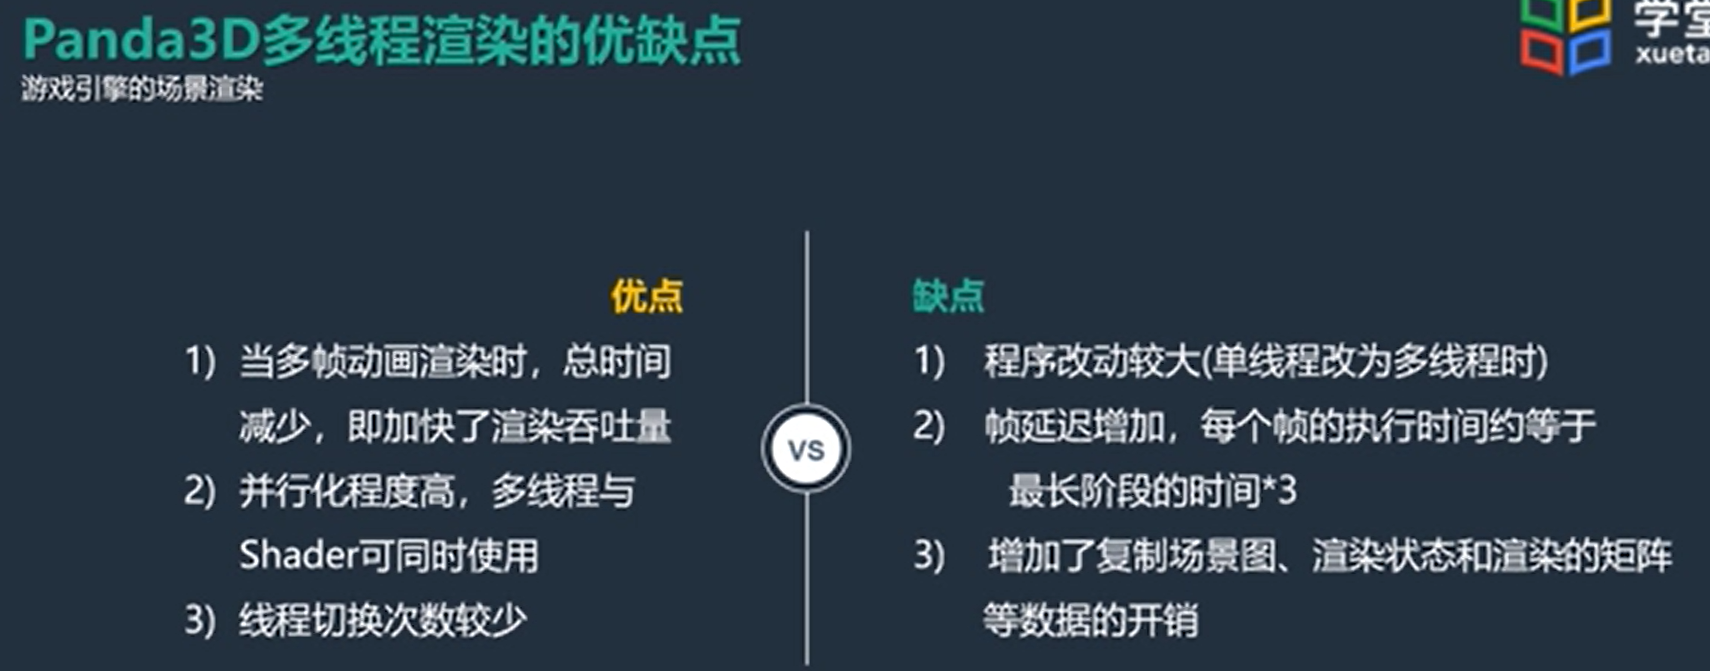 Panda3D多线程渲染的优缺点
游戏引擎的场景渲染
学堂
xueta
优点
1) 当多帧动画渲染时，总时间
减少，即加快了渲染吞吐量
2) 并行化程度高，多线程与
Shader可同时使用
3) 线程切换次数较少
VS
缺点
1) 程序改动较大(单线程改为多线程时)
2) 帧延迟增加，每个帧的执行时间约等于
最长阶段的时间*3
3) 增加了复制场景图、渲染状态和渲染的矩阵
等数据的开销